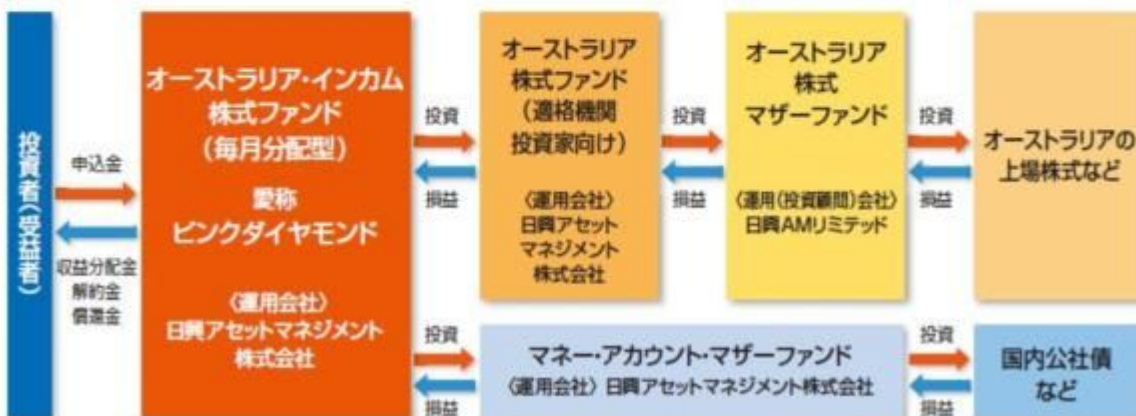 投資者(受益者)
申込金
収益分配金
解約金
償還金
オーストラリア・インカム
株式ファンド
(毎月分配型)
愛称
ピンクダイヤモンド
〈運用会社〉
日興アセットマネジメント
株式会社
投資
損益
オーストラリア
株式ファンド
(適格機関
投資家向け)
〈運用会社〉
日興アセット
マネジメント
株式会社
投資
損益
オーストラリア
株式
マザーファンド
〈運用(投資顧問)会社〉
日興AMリミテッド
投資
損益
オーストラリアの
上場株式など
投資
損益
マネー・アカウント・マザーファンド
〈運用会社〉日興アセットマネジメント株式会社
投資
損益
国内公社債
など